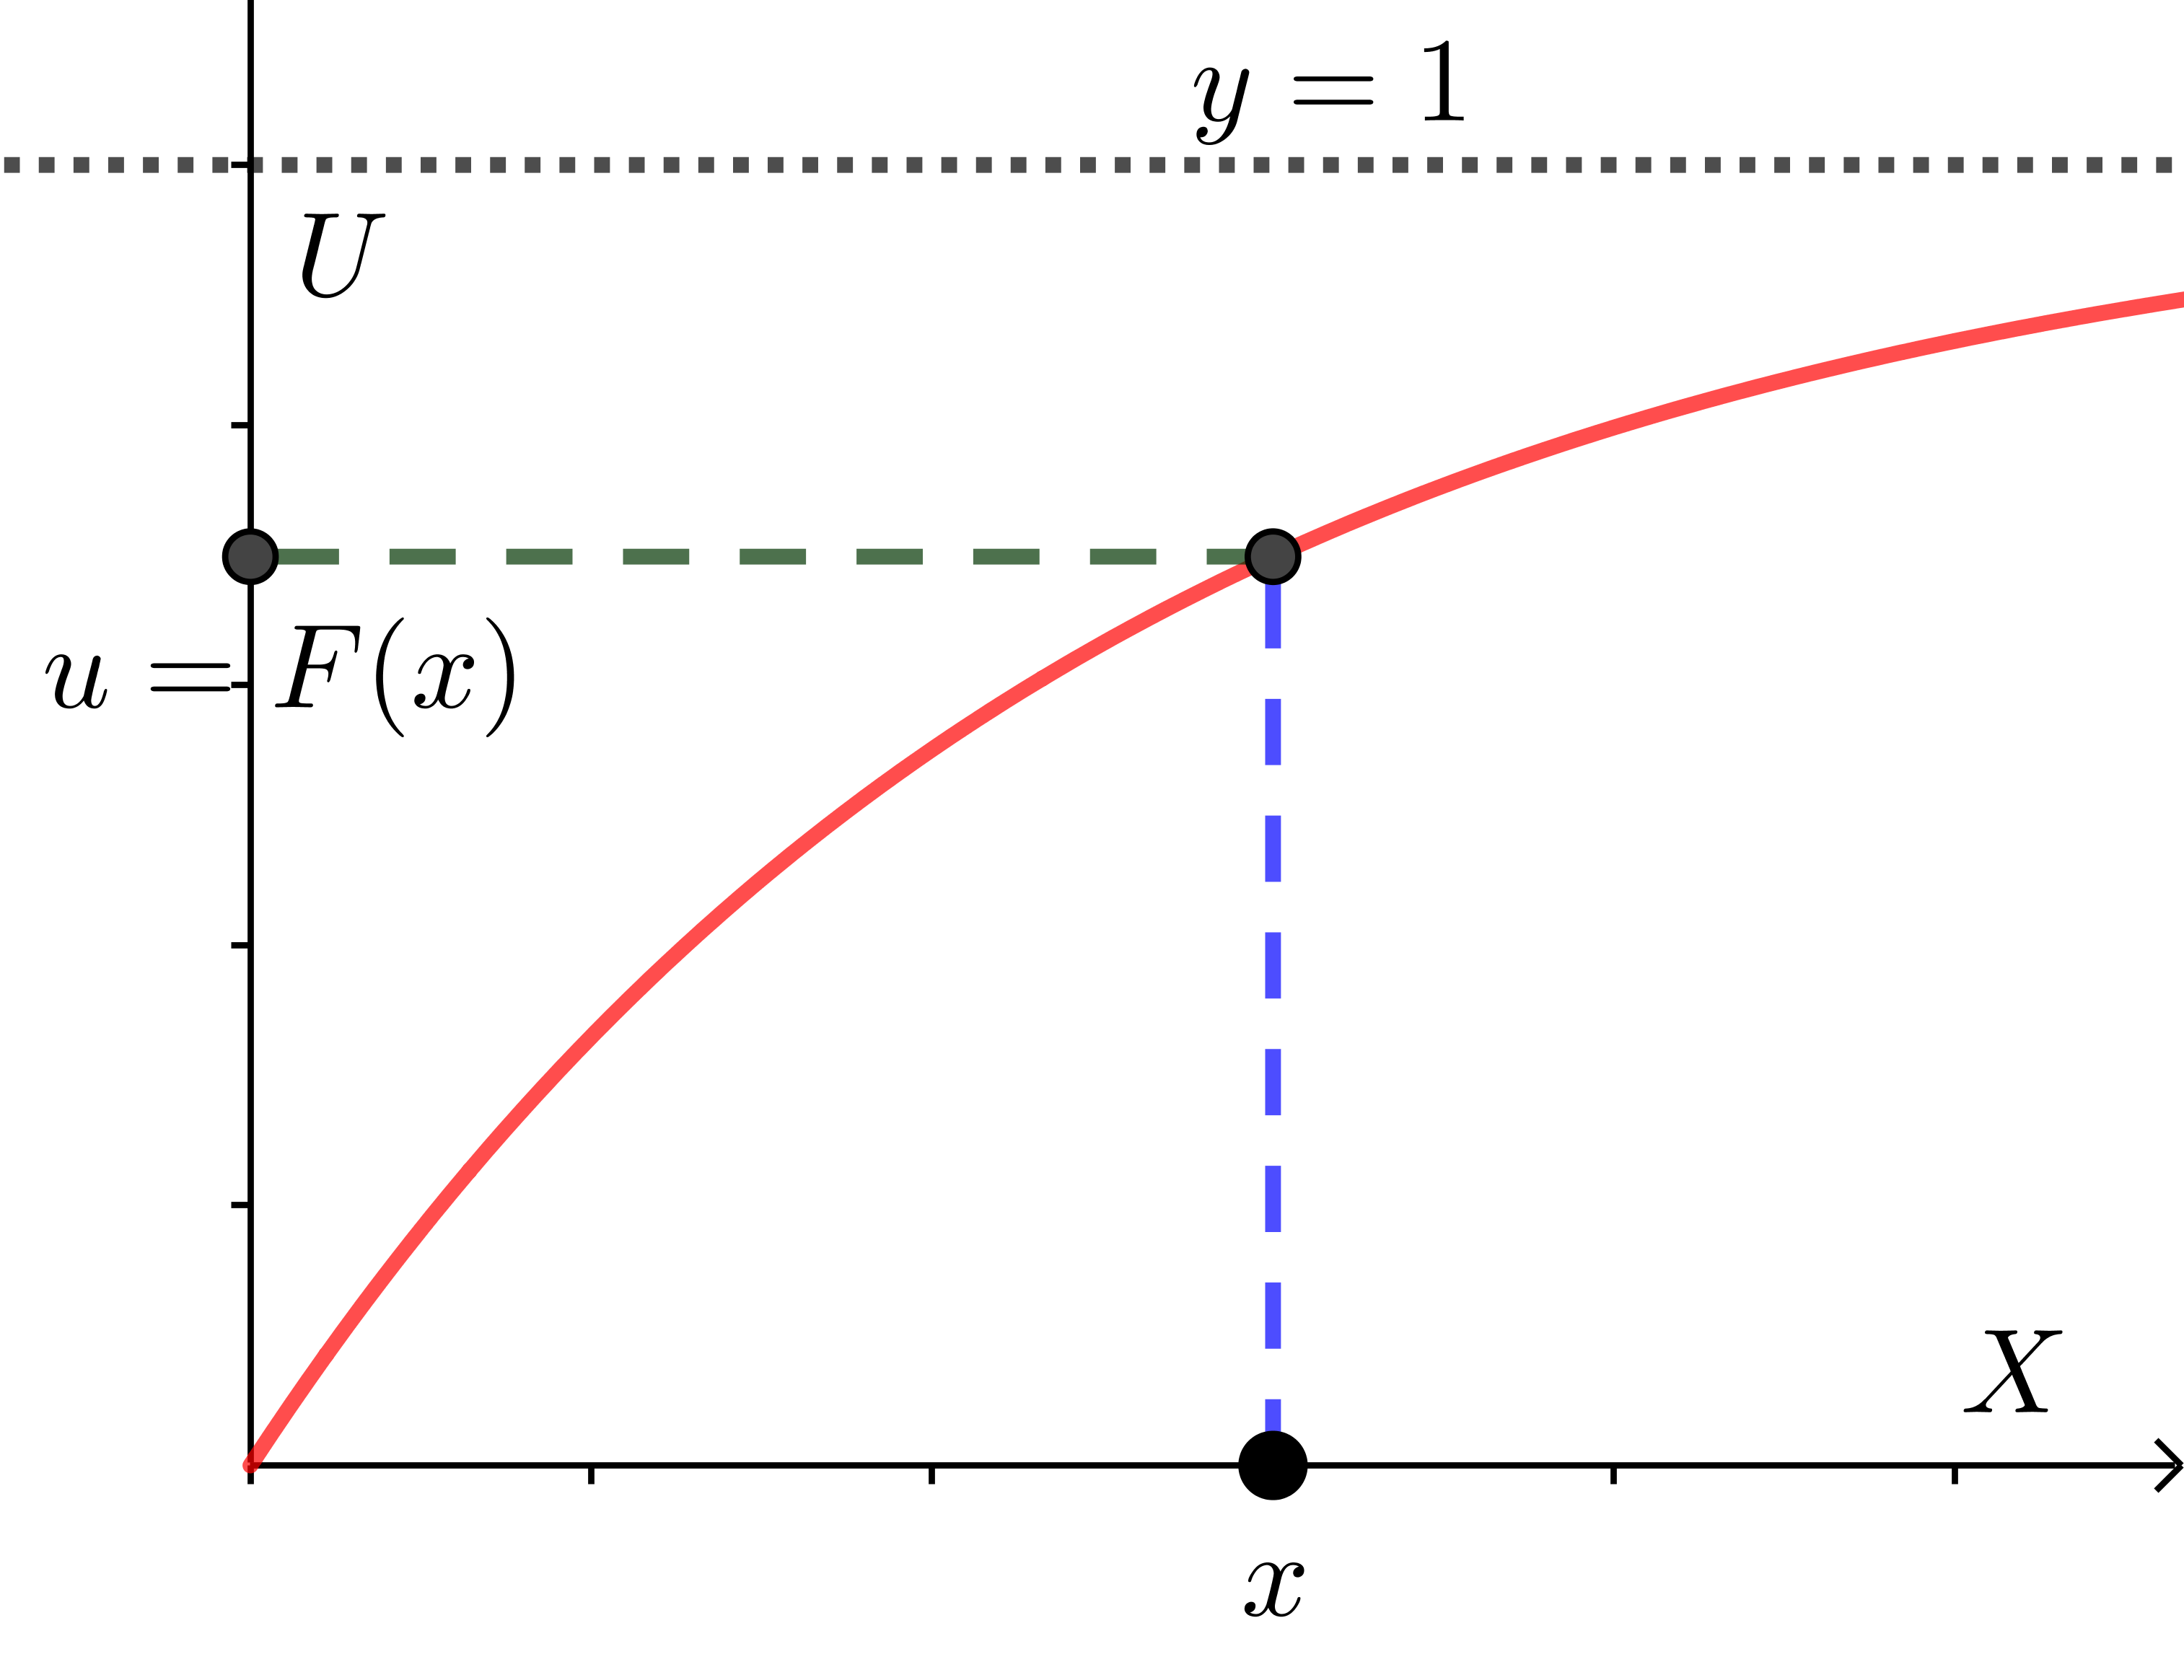 y = 1
U
u = F(x)
X
x